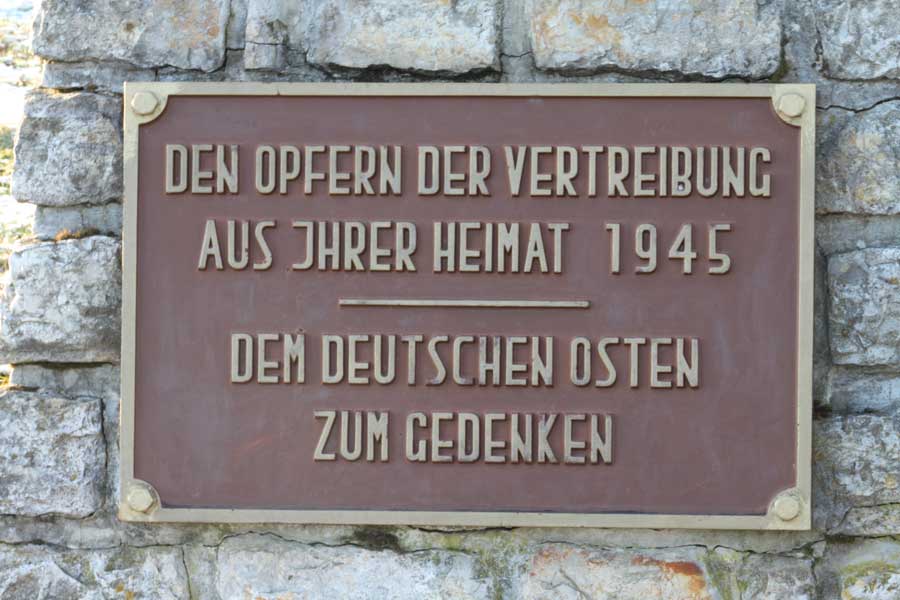 DEN OPFERN DER VERTREIBUNG
AUS JHRER HEIMAT 1945
DEM DEUTSCHEN OSTEN
ZUM GEDENKEN